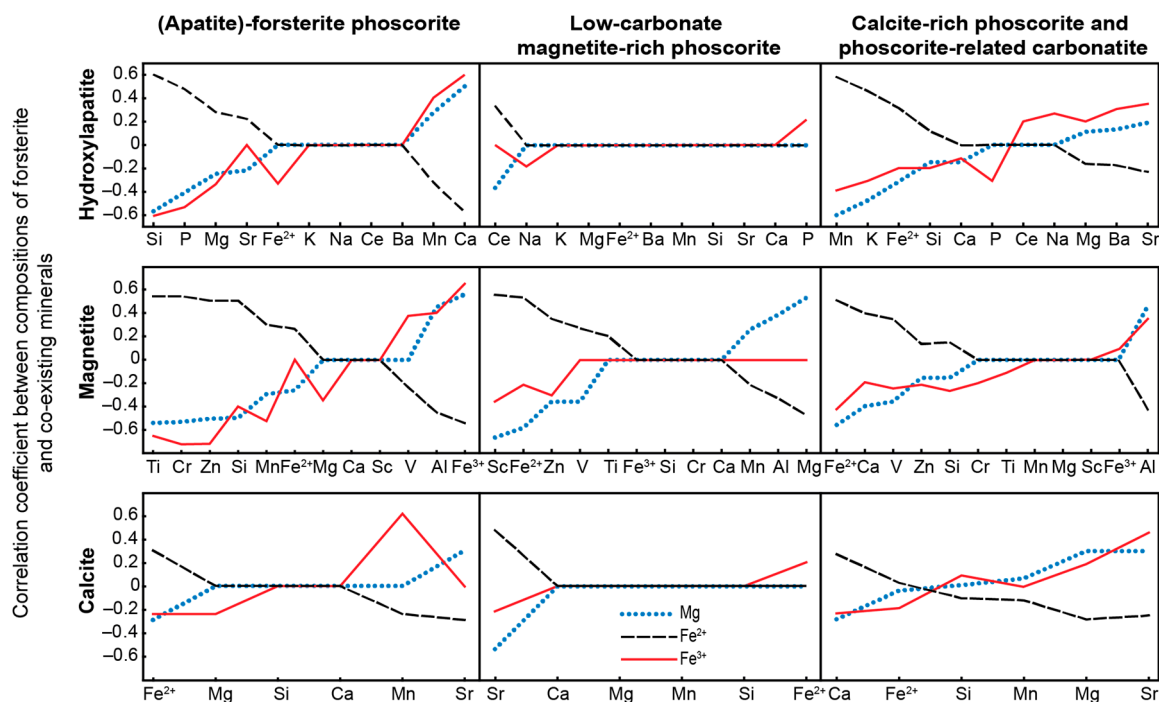 (Apatite)-forsterite phoscorite
Low-carbonate
magnetite-rich phoscorite
Calcite-rich phoscorite and
phoscorite-related carbonatite
Correlation coefficient between compositions of forsterite
and co-existing minerals
Hydroxylapatite
0.6
0.4
0
–0.2
–0.4
–0.6
Si P Mg Sr Fe²⁺ K Na Ce Ba Mn Ca
Ce Na K Mg Fe²⁺ Ba Mn Si Sr Ca P
Mn K Fe²⁺ Si Ca P Ce Na Mg Ba Sr
Magnetite
0.6
0.4
0.2
0
–0.2
–0.4
–0.6
Ti Cr Zn Si Mn Fe²⁺ Mg Ca Sc V Al Fe³⁺
Sc Fe²⁺ Zn V Ti Fe³⁺ Si Cr Ca Mn Al Mg
Fe²⁺ Ca V Zn Si Cr Ti Mn Mg Sc Fe³⁺ Al
Calcite
0.6
0.4
0.2
0
–0.2
–0.4
–0.6
Mg
Fe²⁺
Fe³⁺
Fe²⁺ Mg Si Ca Mn Sr
Sr Ca Mg Mn Si Fe²⁺
Ca Fe²⁺ Si Mn Mg Sr